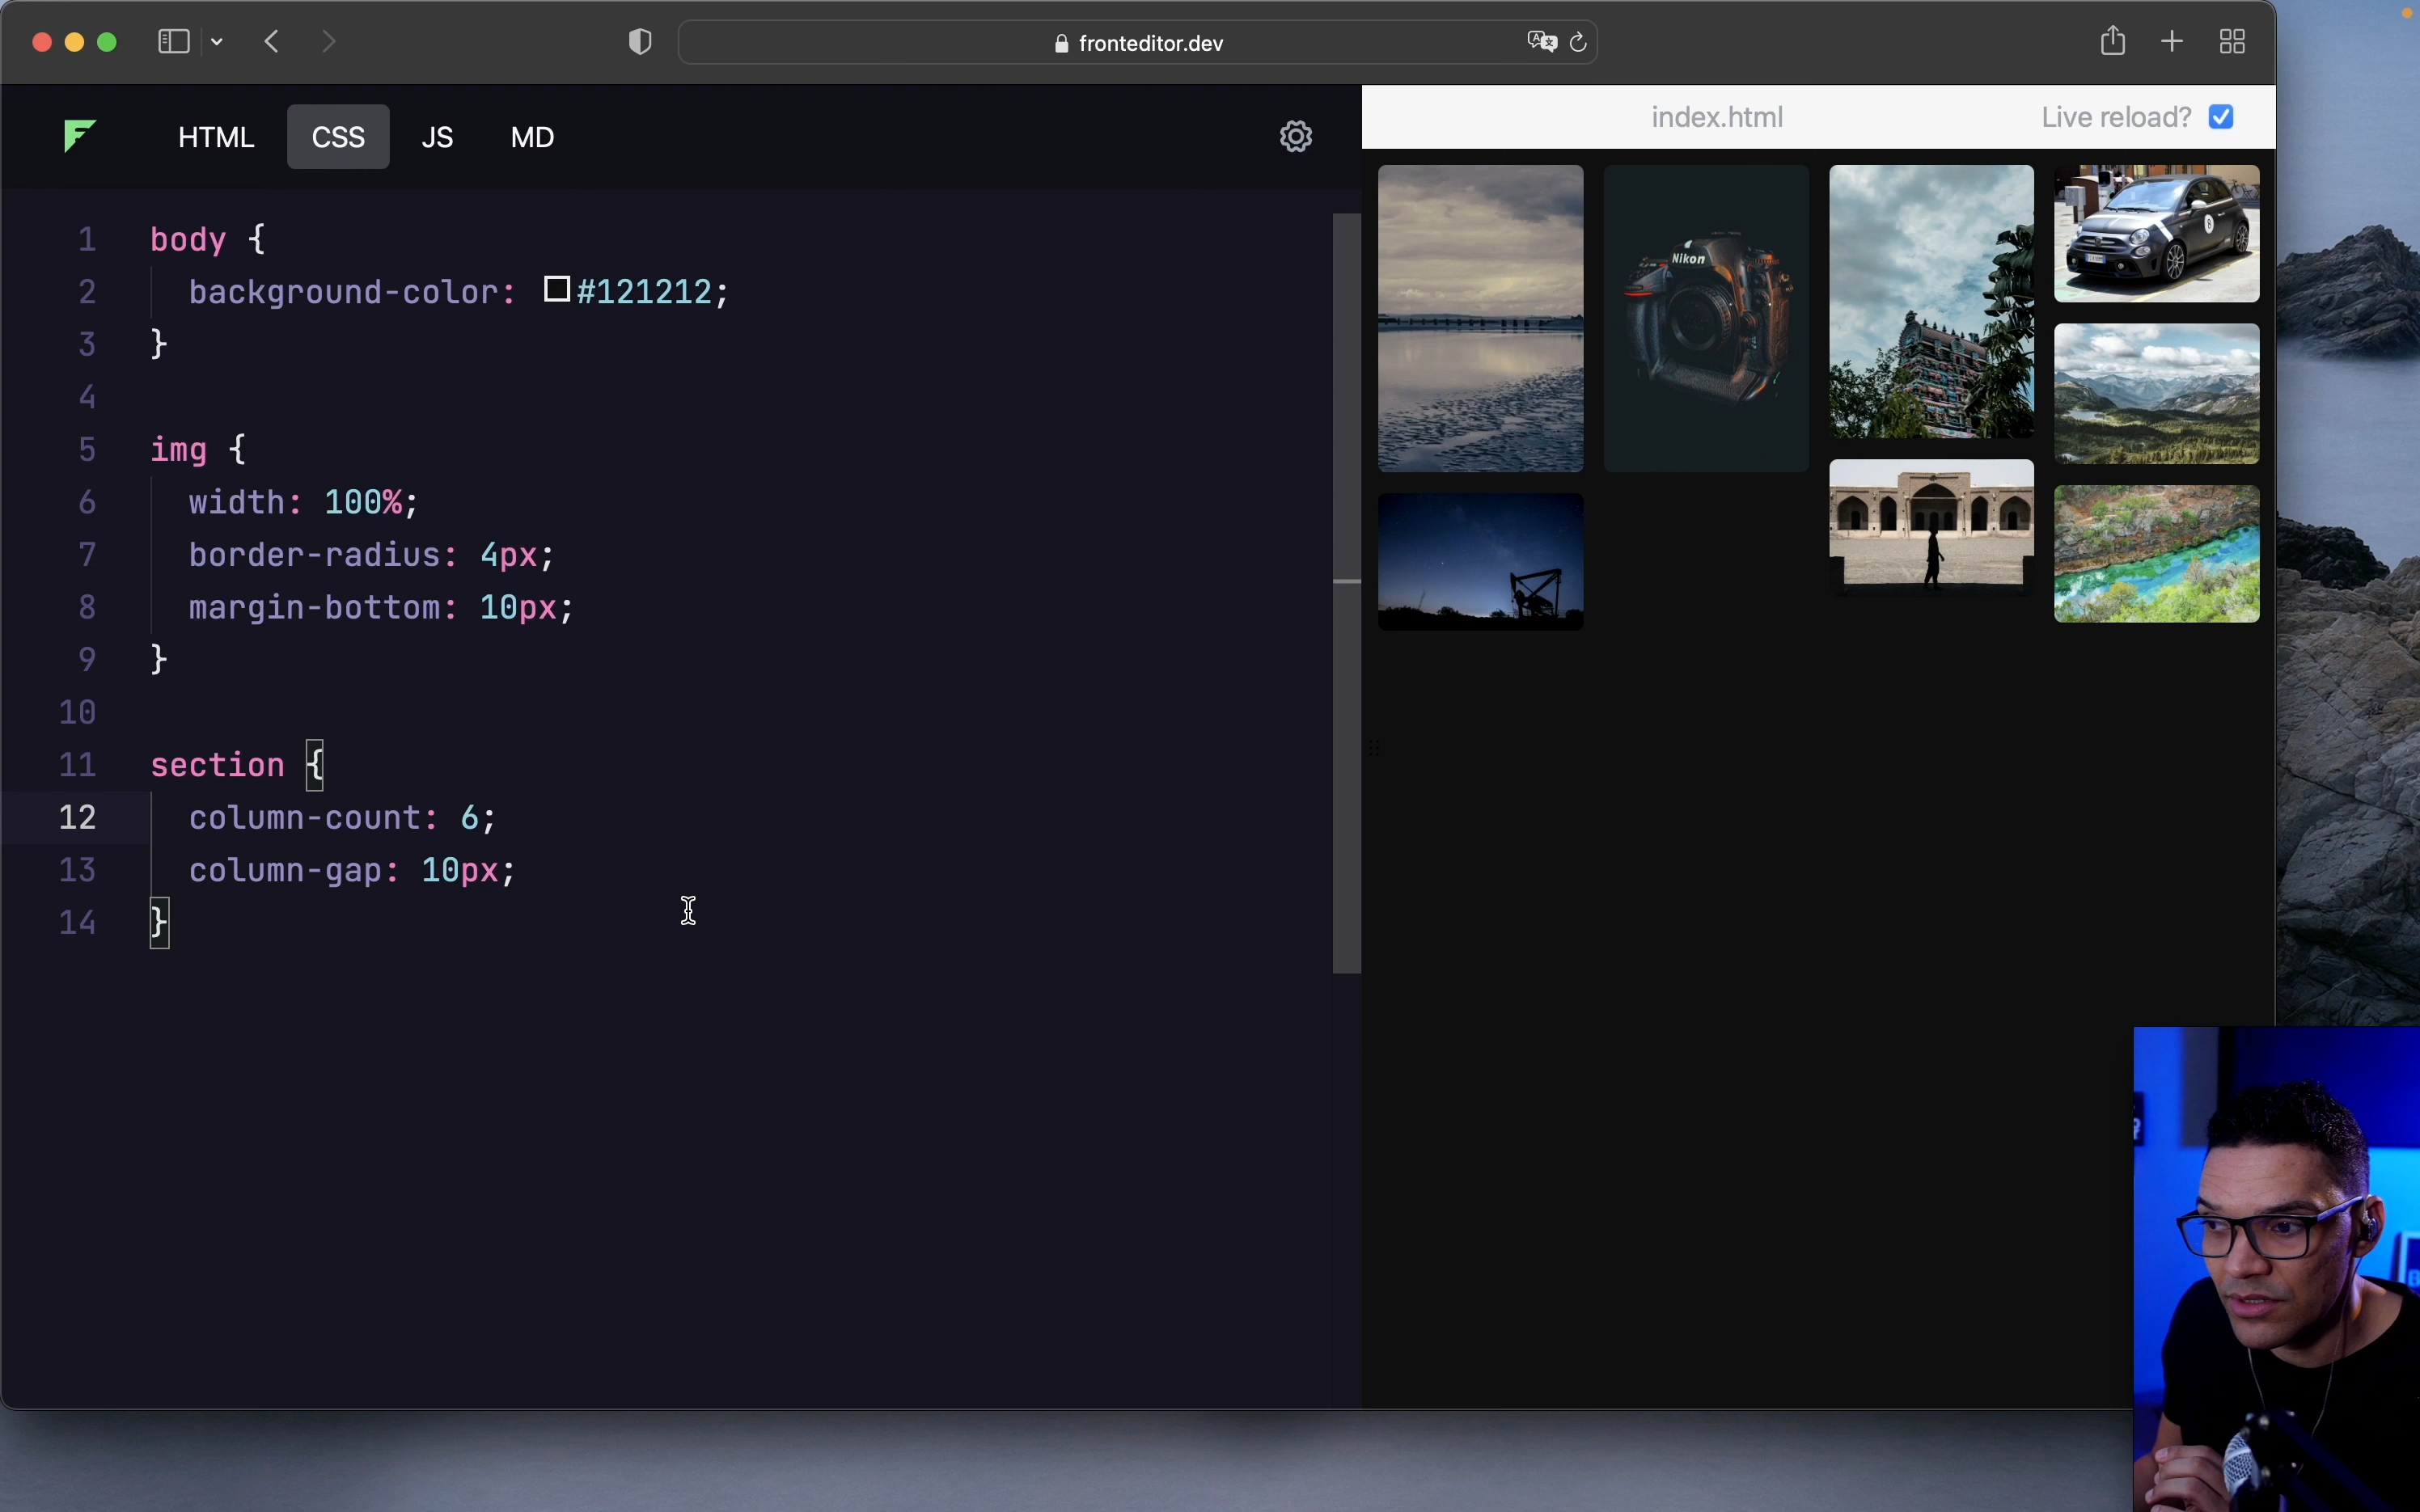 fronteditor.dev
HTML CSS JS MD
index.html
Live reload?
1 body {
2 background-color: #121212;
3 }
4
5 img {
6 width: 100%;
7 border-radius: 4px;
8 margin-bottom: 10px;
9 }
10
11 section {
12 column-count: 6;
13 column-gap: 10px;
14 }
Nikon
8